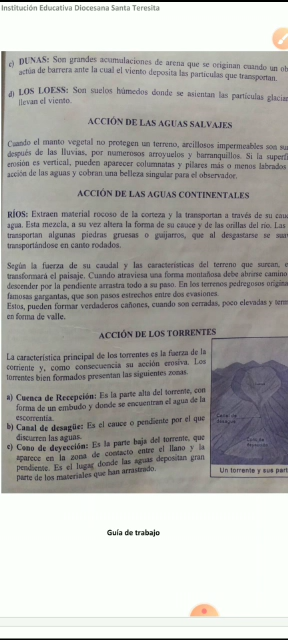 Institución Educativa Diocesana Santa Teresita
c) DUNAS: Son grandes acumulaciones de arena que se originan cuando un ob
actúa de barrera ante la cual el viento deposita las partículas que transportan.
d) LOS LOESS: Son suelos húmedos donde se asientan las partículas glaciar
llevan el viento.
ACCIÓN DE LAS AGUAS SALVAJES
Cuando el manto vegetal no protegen un terreno, arcillosos impermeables son su
después de las lluvias, por numerosos arroyuelos y barranquillos. Si la superfi
erosión es vertical, pueden aparecer columnatas y pilares más o menos labrados
acción de las aguas y cobran una belleza singular para el observador.
ACCIÓN DE LAS AGUAS CONTINENTALES
RÍOS: Extraen material rocoso de la corteza y la transportan a través de su cauc
agua. Esta mezcla, a su vez altera la forma de su cauce y de las orillas del río. Las
transportan algunas piedras gruesas o guijarros, que al desgastarse se
transportándose en canto rodados.
Según la fuerza de su caudal y las características del terreno que surcan,
transformará el paisaje. Cuando atraviesa una forma montañosa debe abrirse camino
descender por la pendiente arrastra todo a su paso. En los terrenos pedregosos origina
famosas gargantas, que son pasos estrechos entre dos evasiones.
Estos, pueden formar verdaderos cañones, cuando son cerradas, poco elevadas y
en forma de valle.
ACCIÓN DE LOS TORRENTES
La característica principal de los torrentes es la fuerza de la
corriente y, como consecuencia su acción erosiva. Los
torrentes bien formados presentan las siguientes zonas.
a) Cuenca de Recepción: Es la parte alta del torrente, con
forma de un embudo y donde se encuentran el agua de la
escorrentía.
b) Canal de desagüe: Es el cauce o pendiente por el que
discurren las aguas.
c) Cono de deyección: Es la parte baja del torrente, que
aparece en la zona de contacto entre el llano y la
pendiente. Es el lugar donde las aguas depositan gran
parte de los materiales que han arrastrado.
Canal de
desagüe
Cono de
deyección
Un torrente y sus part
Guía de trabajo